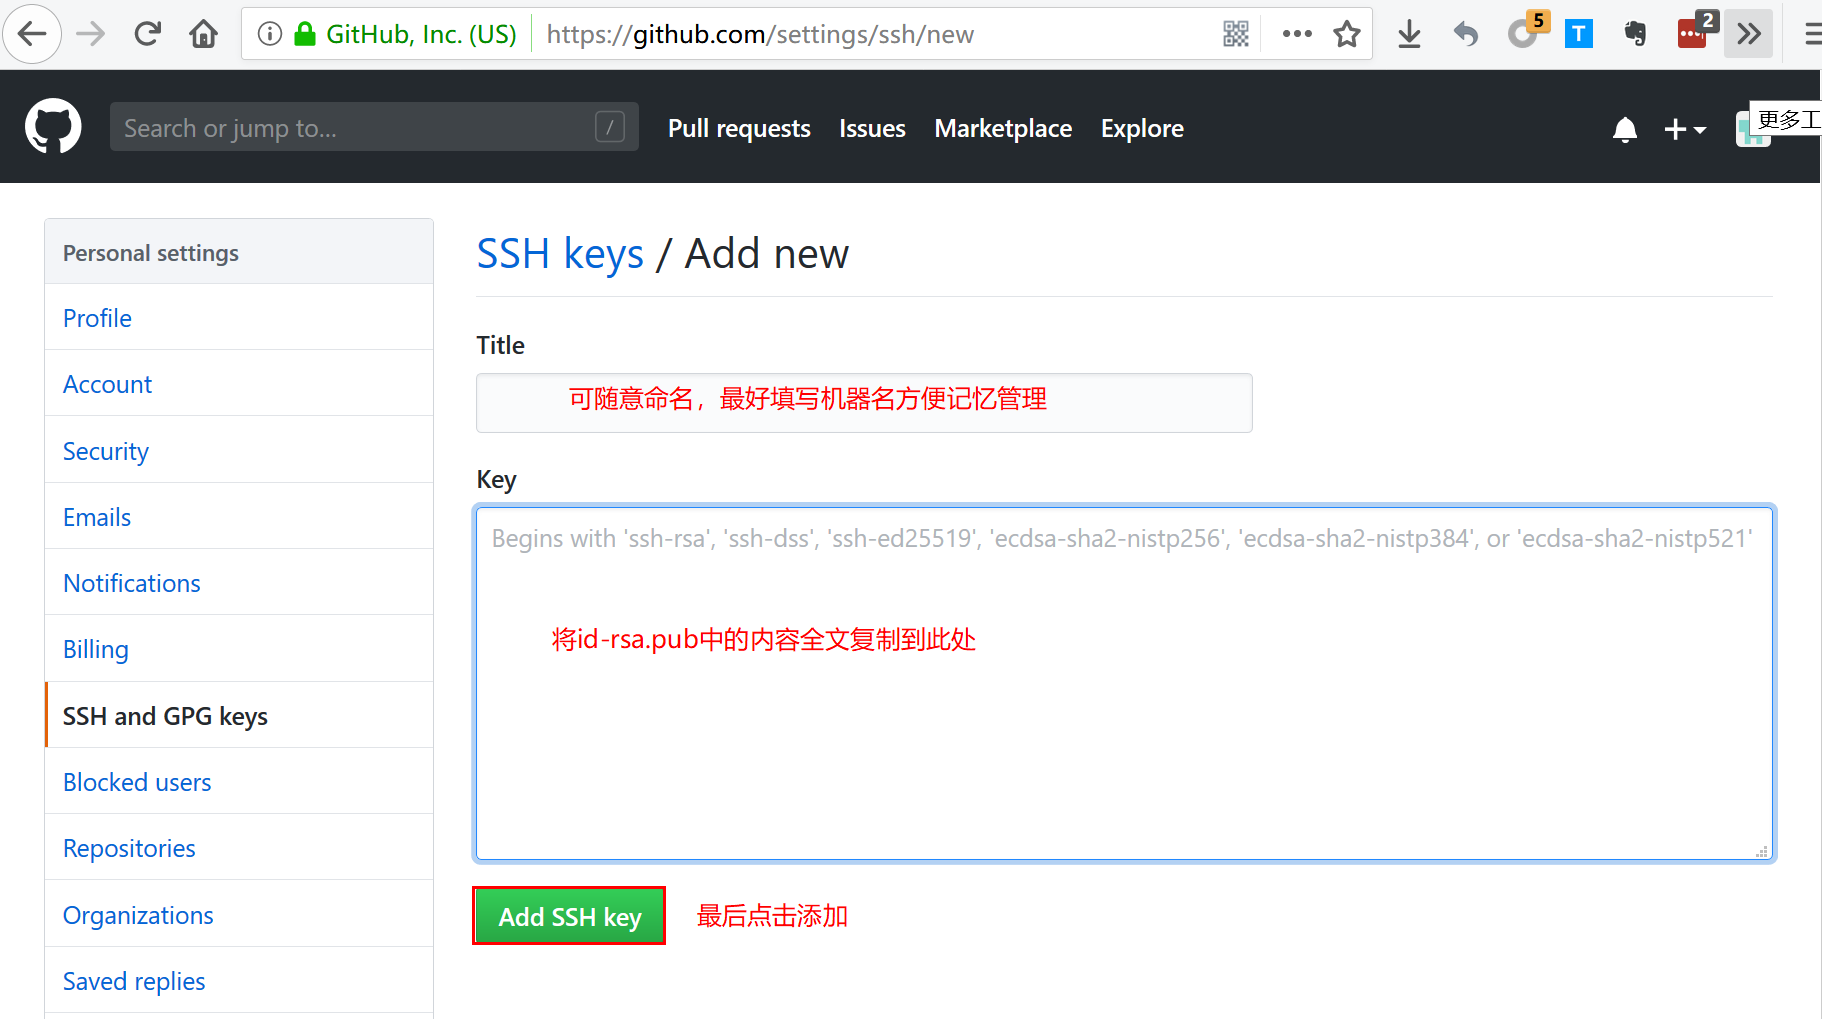 GitHub, Inc. (US)
https://github.com/settings/ssh/new
5
T
2
Search or jump to...
/
Pull requests
Issues
Marketplace
Explore
更多工
Personal settings
Profile
Account
Security
Emails
Notifications
Billing
SSH and GPG keys
Blocked users
Repositories
Organizations
Saved replies
SSH keys / Add new
Title
可随意命名，最好填写机器名方便记忆管理
Key
Begins with 'ssh-rsa', 'ssh-dss', 'ssh-ed25519', 'ecdsa-sha2-nistp256', 'ecdsa-sha2-nistp384', or 'ecdsa-sha2-nistp521'
将id-rsa.pub中的内容全文复制到此处
Add SSH key
最后点击添加